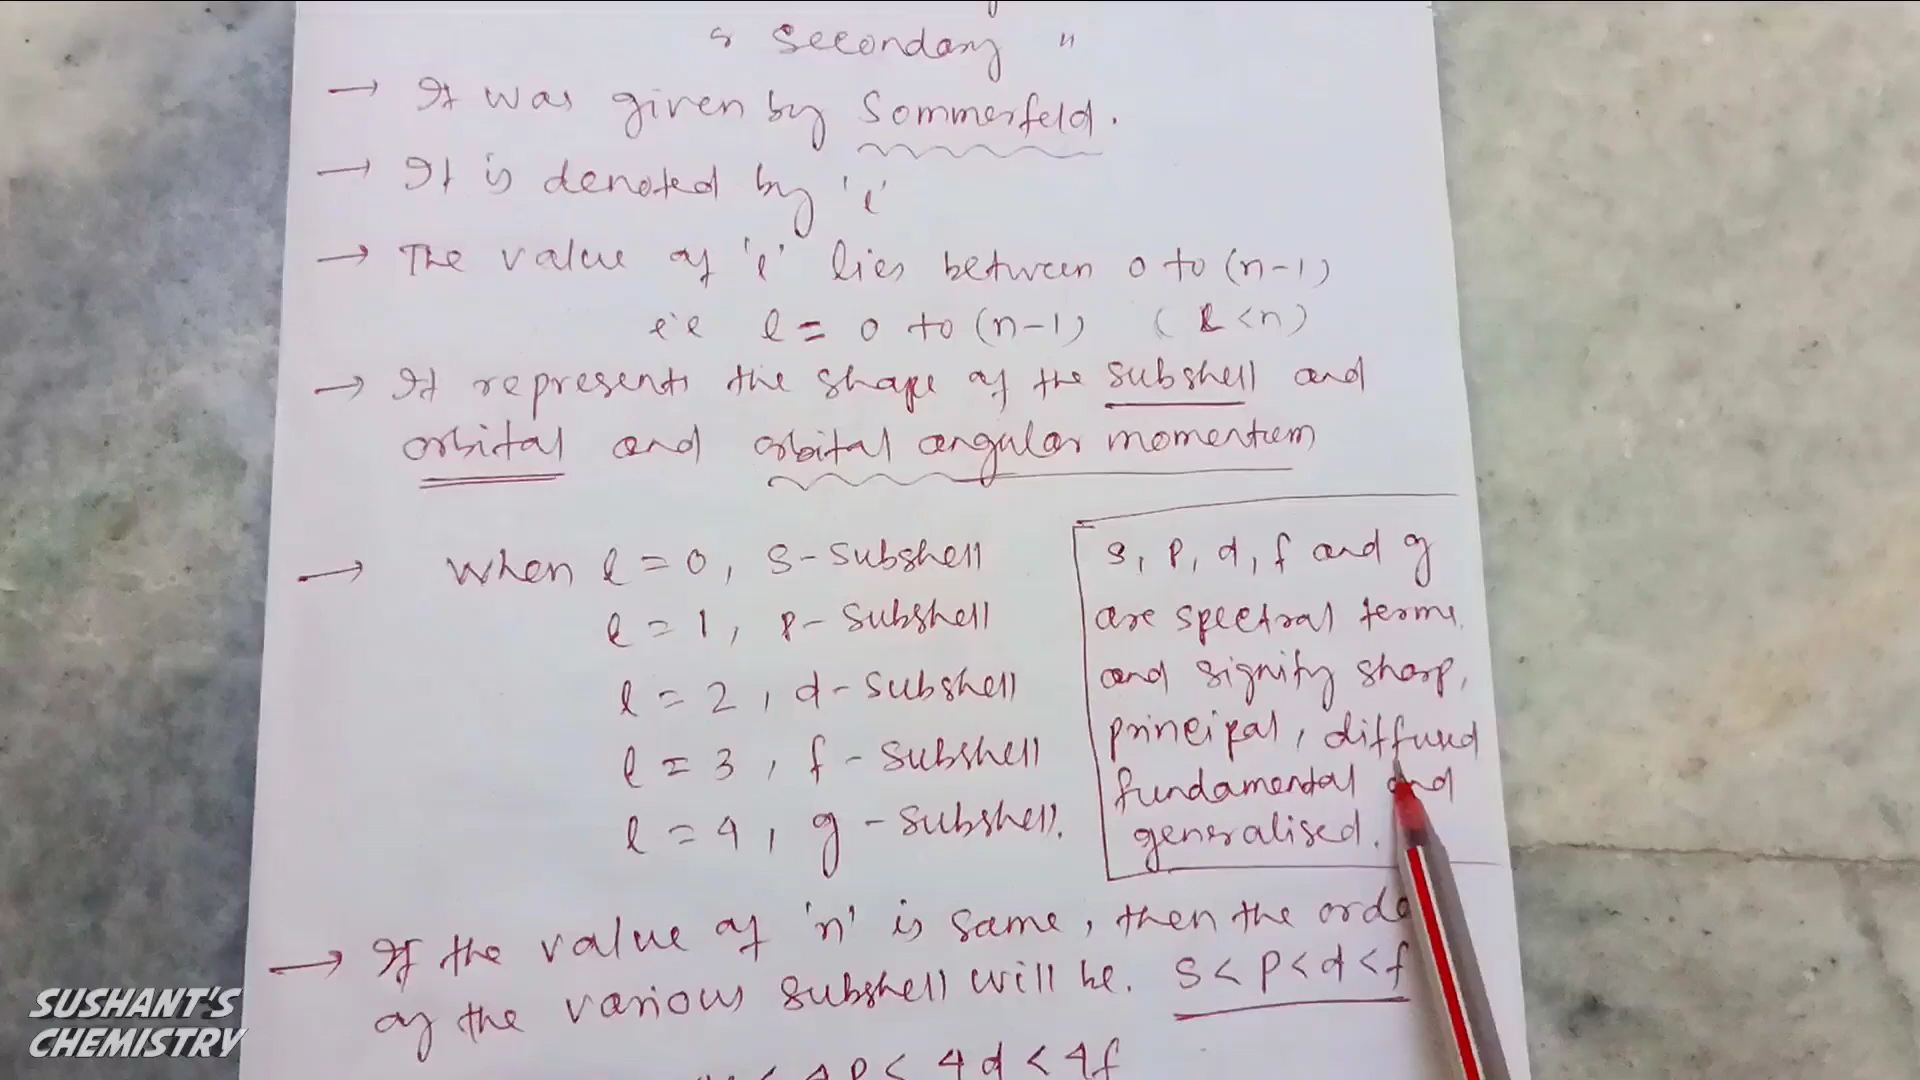 " Secondary "
→ It was given by Sommerfeld.
→ It is denoted by 'l'
→ The value of 'l' lies between 0 to (n-1)
i.e l = 0 to (n-1) (l<n)
→ It represents the shape of the subshell and
orbital and orbital angular momentum
→ When l = 0, s-subshell
l = 1, p-subshell
l = 2, d-subshell
l = 3, f-subshell
l = 4, g-subshell.
s, p, d, f and g
are spectral terms
and signify sharp,
principal, diffused
fundamental and
generalised.
→ If the value of 'n' is same, then the orde
of the various subshell will be. s<p<d<f
< 4p < 4d < 4f
SUSHANT'S
CHEMISTRY